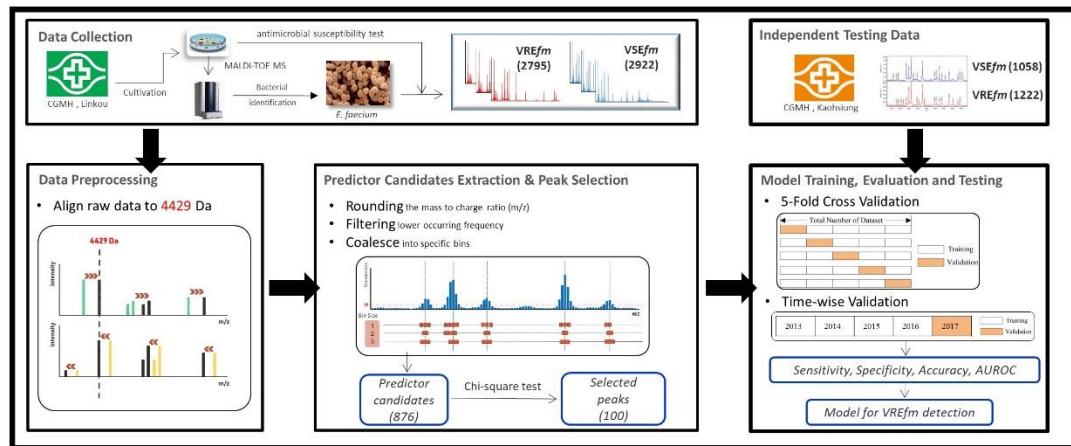 Data Collection
CGMH , Linkou
Cultivation
antimicrobial susceptibility test
MALDI-TOF MS
Bacterial
identification
E. faecium
VREfm
(2795)
VSEfm
(2922)
Independent Testing Data
CGMH , Kaohsiung
VSEfm (1058)
VREfm (1222)
Data Preprocessing
• Align raw data to 4429 Da
4429 Da
intensity
>>>
>>>
>>>
m/z
intensity
<<
<<
<<
m/z
Predictor Candidates Extraction & Peak Selection
• Rounding the mass to charge ratio (m/z)
• Filtering lower occurring frequency
• Coalesce into specific bins
M/Z
Bin Size
Predictor
candidates
(876)
Chi-square test
Selected
peaks
(100)
Model Training, Evaluation and Testing
• 5-Fold Cross Validation
Total Number of Dataset
Training
Validation
• Time-wise Validation
2013 2014 2015 2016 2017
Training
Validation
Sensitivity, Specificity, Accuracy, AUROC
Model for VREfm detection